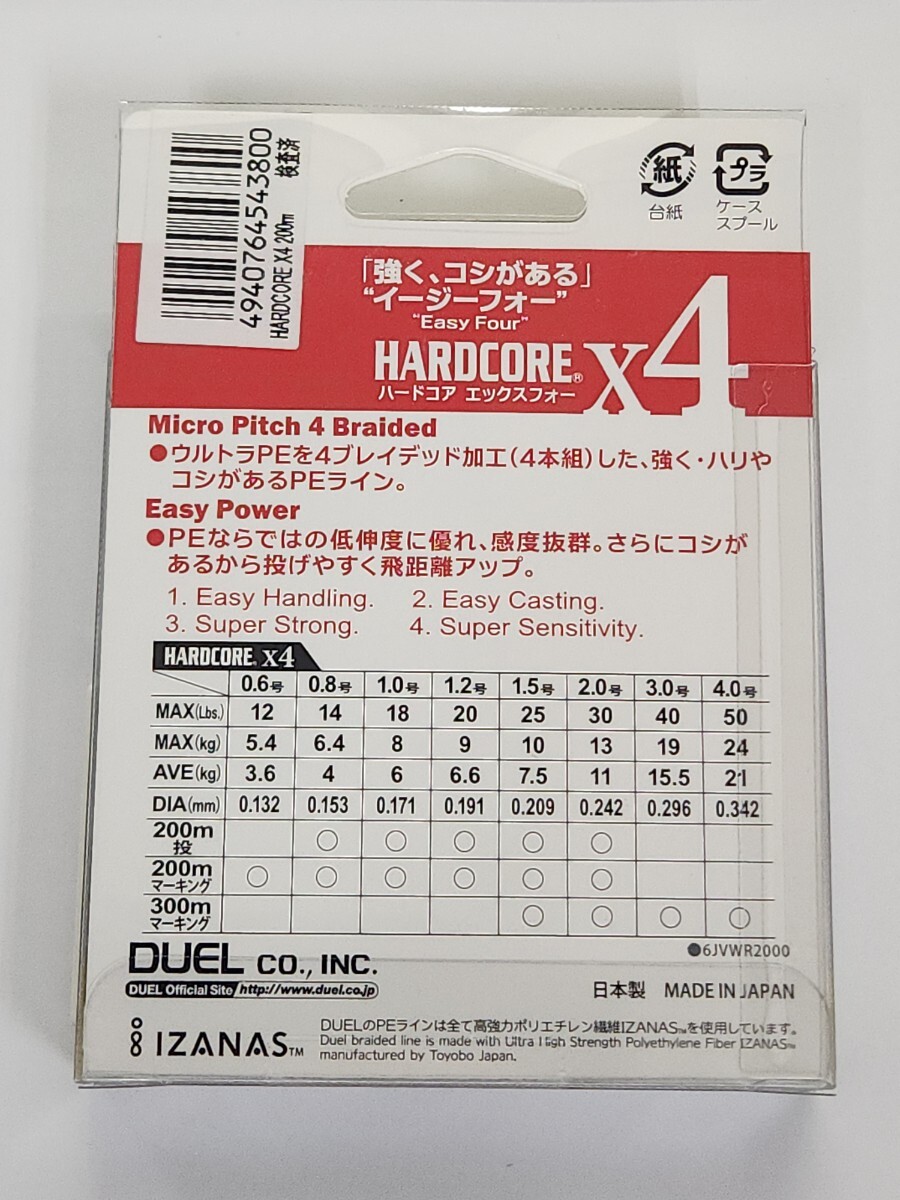 4940764543800
検査済
HARDCORE X4 200m
紙
台紙
プラ
ケース
スプール
「強く、コシがある」
“イージーフォー”
“Easy Four”
HARDCORE® X4
ハードコア エックスフォー
Micro Pitch 4 Braided
●ウルトラPEを4ブレイデッド加工(4本組)した、強く・ハリや
コシがあるPEライン。
Easy Power
●PEならではの低伸度に優れ、感度抜群。さらにコシが
あるから投げやすく飛距離アップ。
1. Easy Handling. 2. Easy Casting.
3. Super Strong. 4. Super Sensitivity.
HARDCORE® X4
0.6号 0.8号 1.0号 1.2号 1.5号 2.0号 3.0号 4.0号
MAX(Lbs.) 12 14 18 20 25 30 40 50
MAX(kg) 5.4 6.4 8 9 10 13 19 24
AVE(kg) 3.6 4 6 6.6 7.5 11 15.5 21
DIA(mm) 0.132 0.153 0.171 0.191 0.209 0.242 0.296 0.342
200m
投 ○ ○ ○ ○ ○
200m
マーキング ○ ○ ○ ○ ○ ○
300m
マーキング ○ ○ ○ ○
DUEL CO., INC.
●6JVWR2000
DUEL Official Site http://www.duel.co.jp
日本製 MADE IN JAPAN
IZANAS™
DUELのPEラインは全て高強力ポリエチレン繊維IZANAS™を使用しています。
Duel braided line is made with Ultra High Strength Polyethylene Fiber IZANAS™
manufactured by Toyobo Japan.